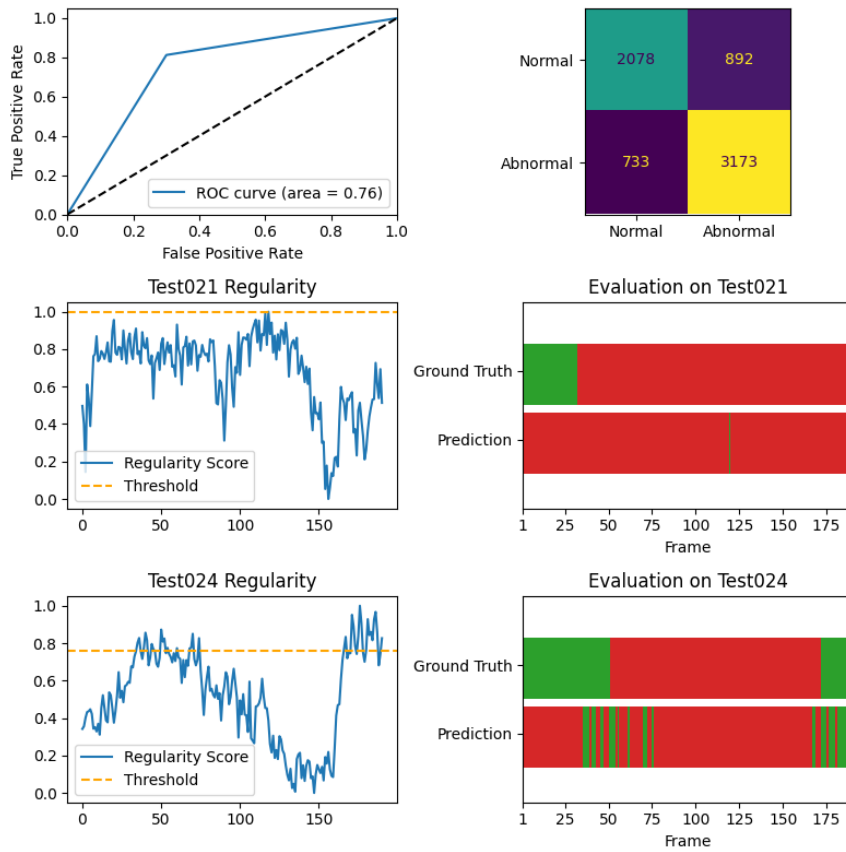 1.0
0.8
0.6
0.4
0.2
0.0
True Positive Rate
ROC curve (area = 0.76)
0.0 0.2 0.4 0.6 0.8 1.0
False Positive Rate
Normal
Abnormal
2078 892
733 3173
Normal Abnormal
Test021 Regularity
1.0
0.8
0.6
0.4
0.2
0.0
Regularity Score
Threshold
0 50 100 150
Evaluation on Test021
Ground Truth
Prediction
1 25 50 75 100 125 150 175
Frame
Test024 Regularity
1.0
0.8
0.6
0.4
0.2
0.0
Regularity Score
Threshold
0 50 100 150
Evaluation on Test024
Ground Truth
Prediction
1 25 50 75 100 125 150 175
Frame